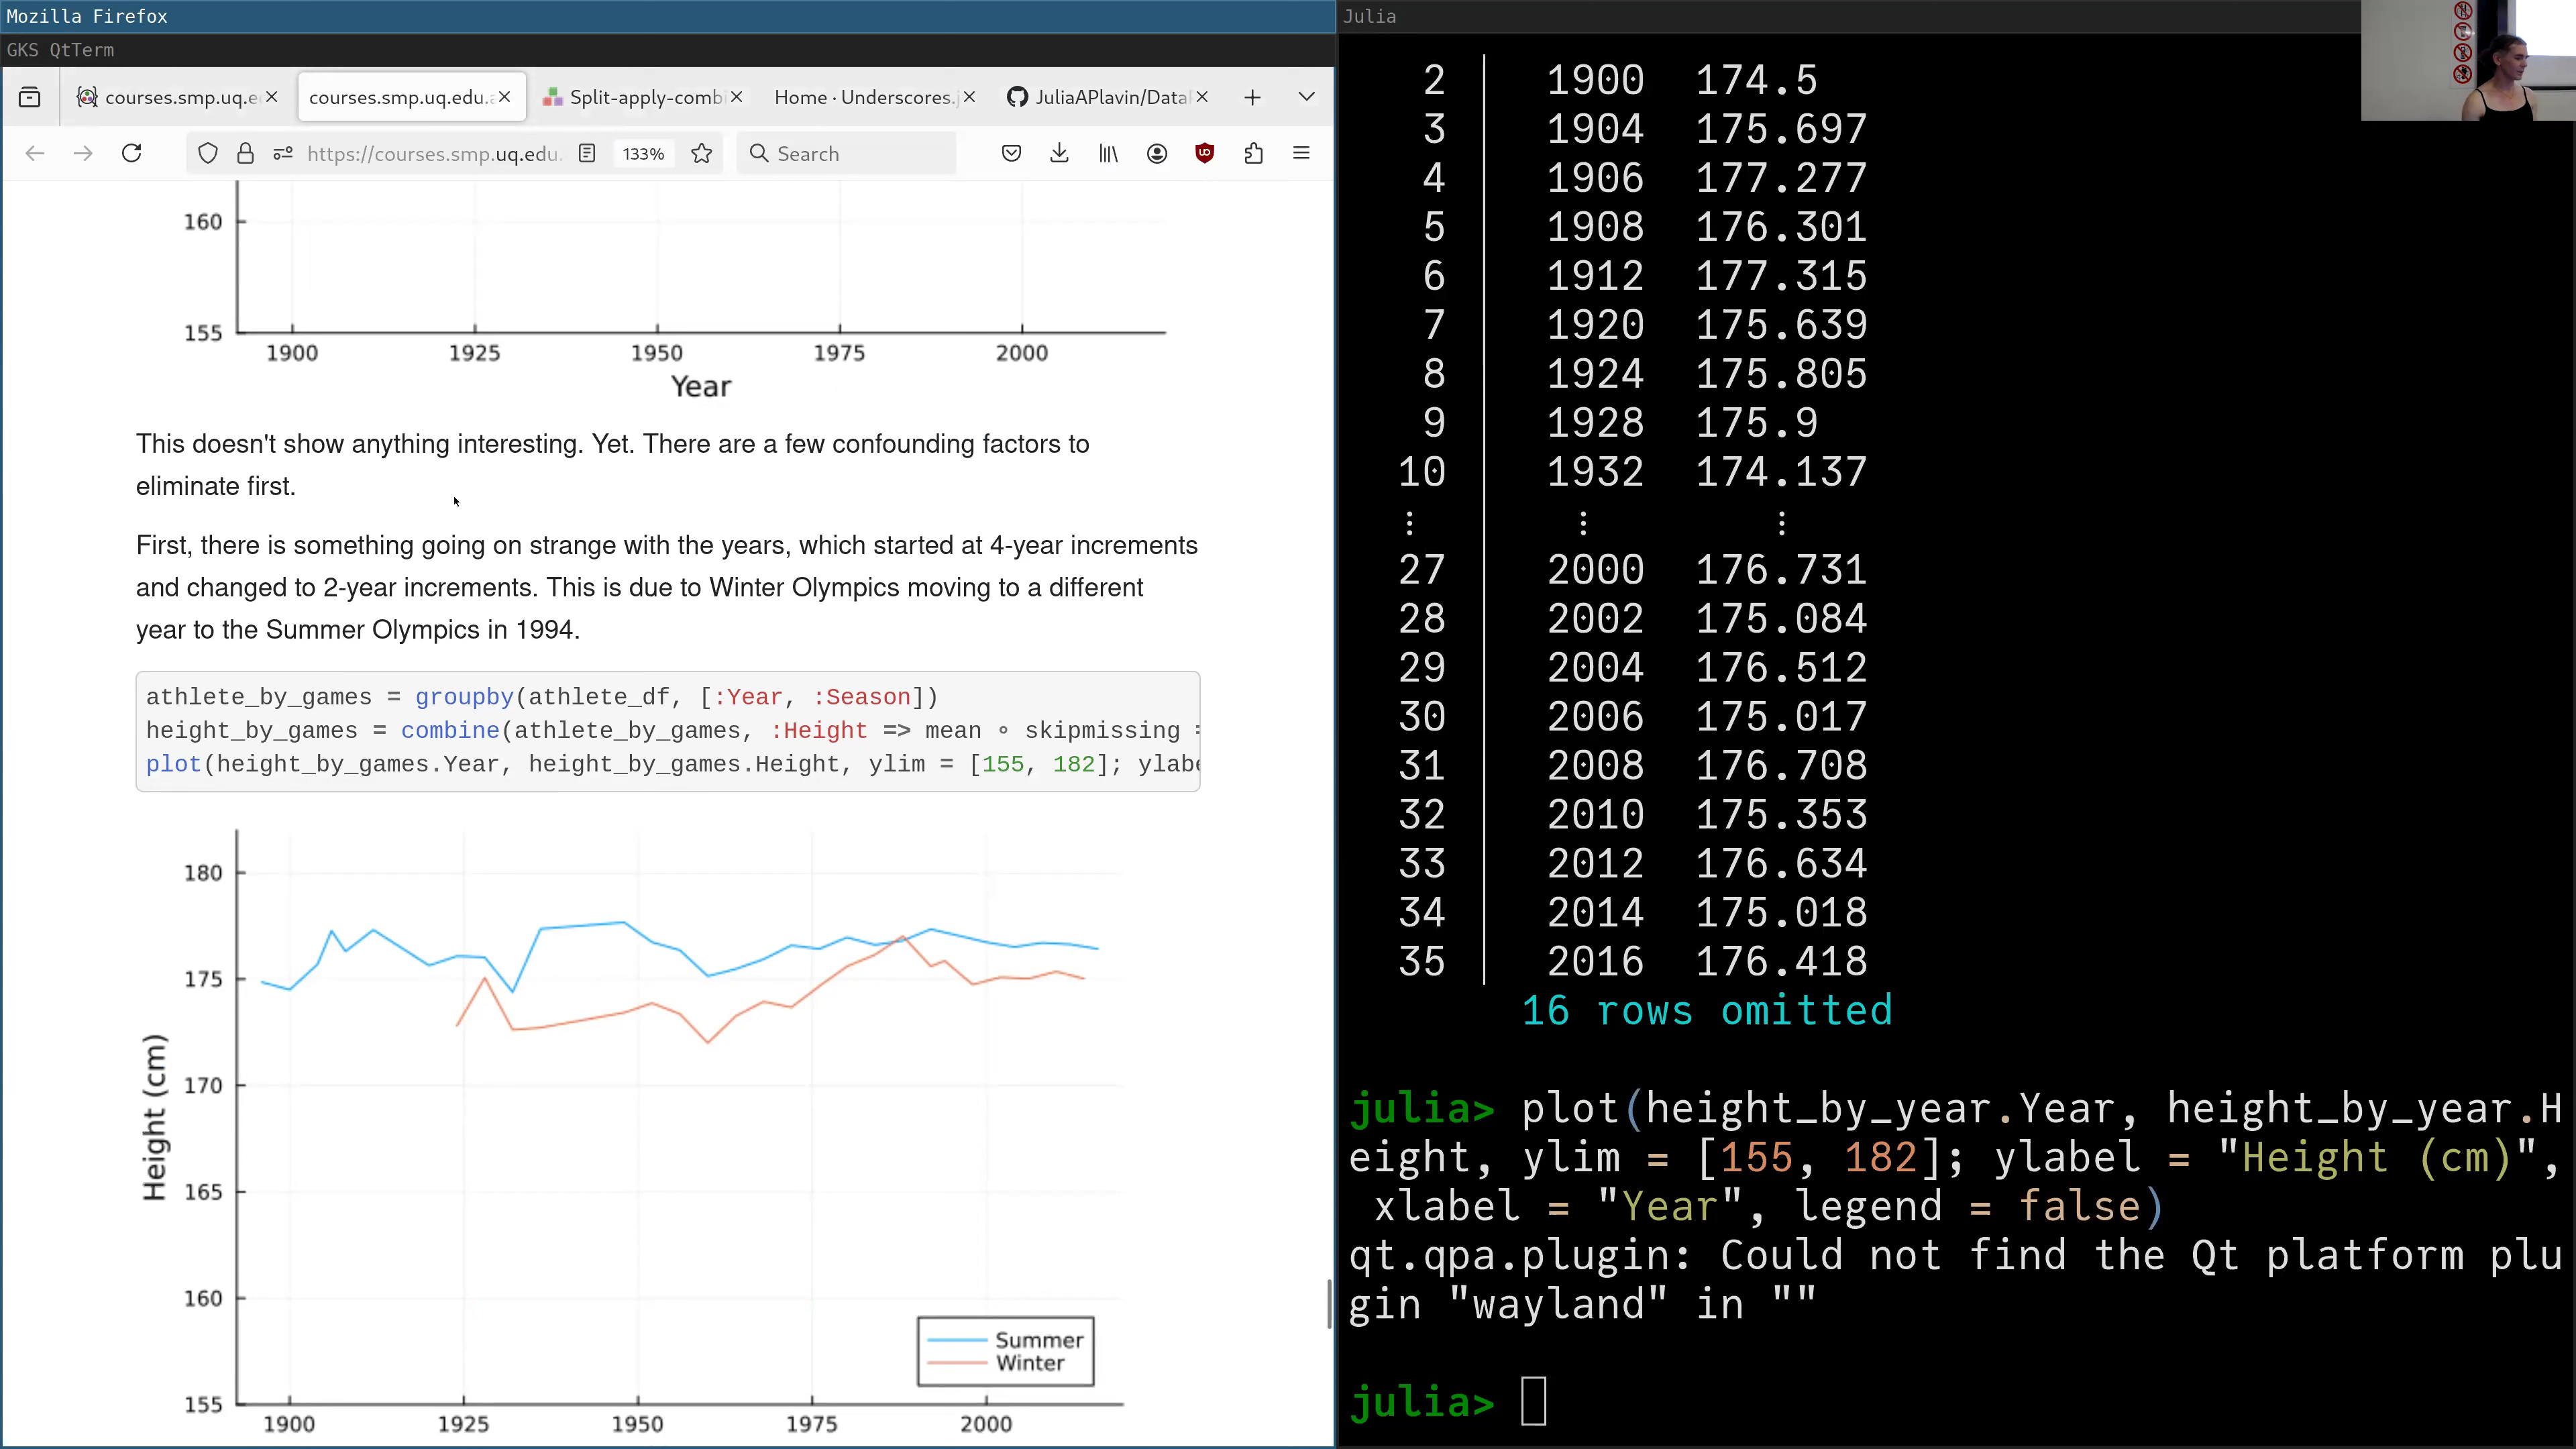 Mozilla Firefox
GKS QtTerm
courses.smp.uq.e
courses.smp.uq.edu.a
Split-apply-combi
Home · Underscores.j
JuliaAPlavin/Data
https://courses.smp.uq.edu.
133%
Search
160
155
1900 1925 1950 1975 2000
Year
This doesn't show anything interesting. Yet. There are a few confounding factors to
eliminate first.
First, there is something going on strange with the years, which started at 4-year increments
and changed to 2-year increments. This is due to Winter Olympics moving to a different
year to the Summer Olympics in 1994.
athlete_by_games = groupby(athlete_df, [:Year, :Season])
height_by_games = combine(athlete_by_games, :Height => mean ∘ skipmissing =
plot(height_by_games.Year, height_by_games.Height, ylim = [155, 182]; ylabe
180
175
170
165
160
155
Height (cm)
Summer
Winter
1900 1925 1950 1975 2000
Julia
2 │ 1900 174.5
3 │ 1904 175.697
4 │ 1906 177.277
5 │ 1908 176.301
6 │ 1912 177.315
7 │ 1920 175.639
8 │ 1924 175.805
9 │ 1928 175.9
10 │ 1932 174.137
⋮ │ ⋮ ⋮
27 │ 2000 176.731
28 │ 2002 175.084
29 │ 2004 176.512
30 │ 2006 175.017
31 │ 2008 176.708
32 │ 2010 175.353
33 │ 2012 176.634
34 │ 2014 175.018
35 │ 2016 176.418
16 rows omitted
julia> plot(height_by_year.Year, height_by_year.H
eight, ylim = [155, 182]; ylabel = "Height (cm)",
xlabel = "Year", legend = false)
qt.qpa.plugin: Could not find the Qt platform plu
gin "wayland" in ""
julia>